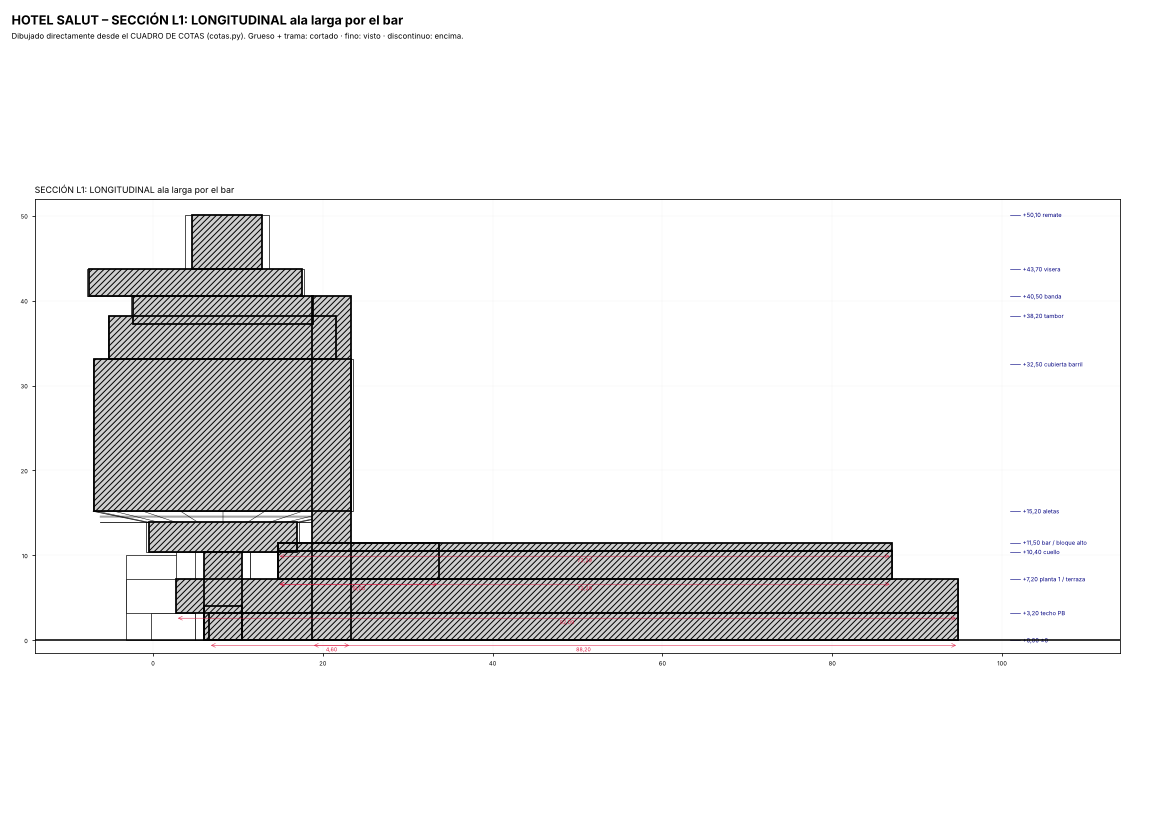 HOTEL SALUT – SECCIÓN L1: LONGITUDINAL ala larga por el bar
Dibujado directamente desde el CUADRO DE COTAS (cotas.py). Grueso + trama: cortado · fino: visto · discontinuo: encima.
SECCIÓN L1: LONGITUDINAL ala larga por el bar
50
+50,10 remate
+43,70 visera
40
+40,50 banda
+38,20 tambor
+32,50 cubierta barril
30
20
+15,20 aletas
+11,50 bar / bloque alto
10
+10,40 cuello
+7,20 planta 1 / terraza
+3,20 techo PB
0
4,60
88,20
0
20
40
60
80
100